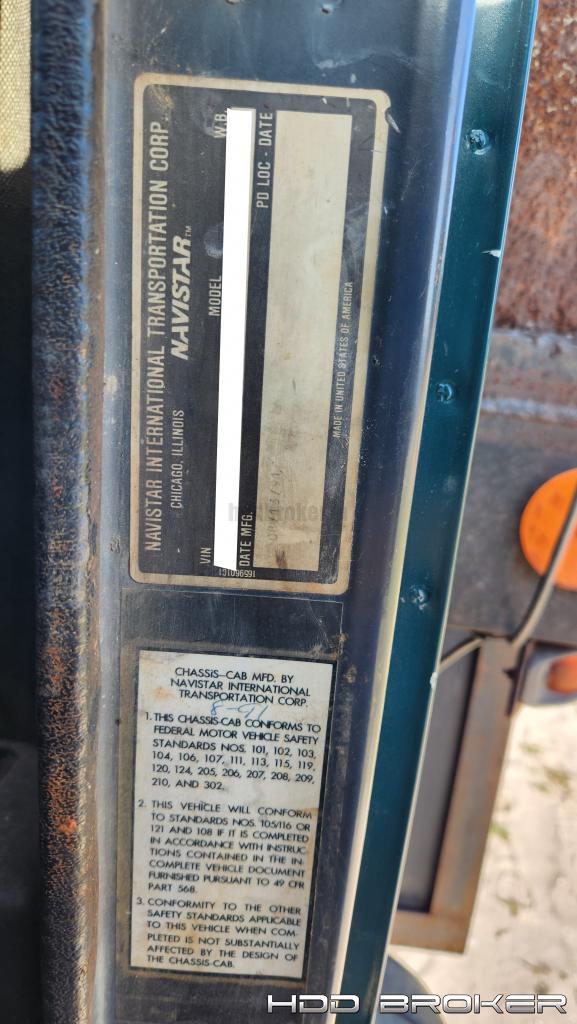 NAVISTAR INTERNATIONAL TRANSPORTATION CORP.
CHICAGO, ILLINOIS
NAVISTAR™
VIN
MODEL
W.B.
DATE MFG.
PD LOC - DATE
1659601C1
MADE IN UNITED STATES OF AMERICA
CHASSIS-CAB MFD. BY
NAVISTAR INTERNATIONAL
TRANSPORTATION CORP.
8-91
1. THIS CHASSIS-CAB CONFORMS TO
FEDERAL MOTOR VEHICLE SAFETY
STANDARDS NOS. 101, 102, 103,
104, 106, 107, 111, 113, 115, 119,
120, 124, 205, 206, 207, 208, 209,
210, AND 302.
2. THIS VEHICLE WILL CONFORM
TO STANDARDS NOS. 105/116 OR
121 AND 108 IF IT IS COMPLETED
IN ACCORDANCE WITH INSTRUC-
TIONS CONTAINED IN THE IN-
COMPLETE VEHICLE DOCUMENT
FURNISHED PURSUANT TO 49 CFR
PART 568.
3. CONFORMITY TO THE OTHER
SAFETY STANDARDS APPLICABLE
TO THIS VEHICLE WHEN COM-
PLETED IS NOT SUBSTANTIALLY
AFFECTED BY THE DESIGN OF
THE CHASSIS-CAB.
HDD BROKER